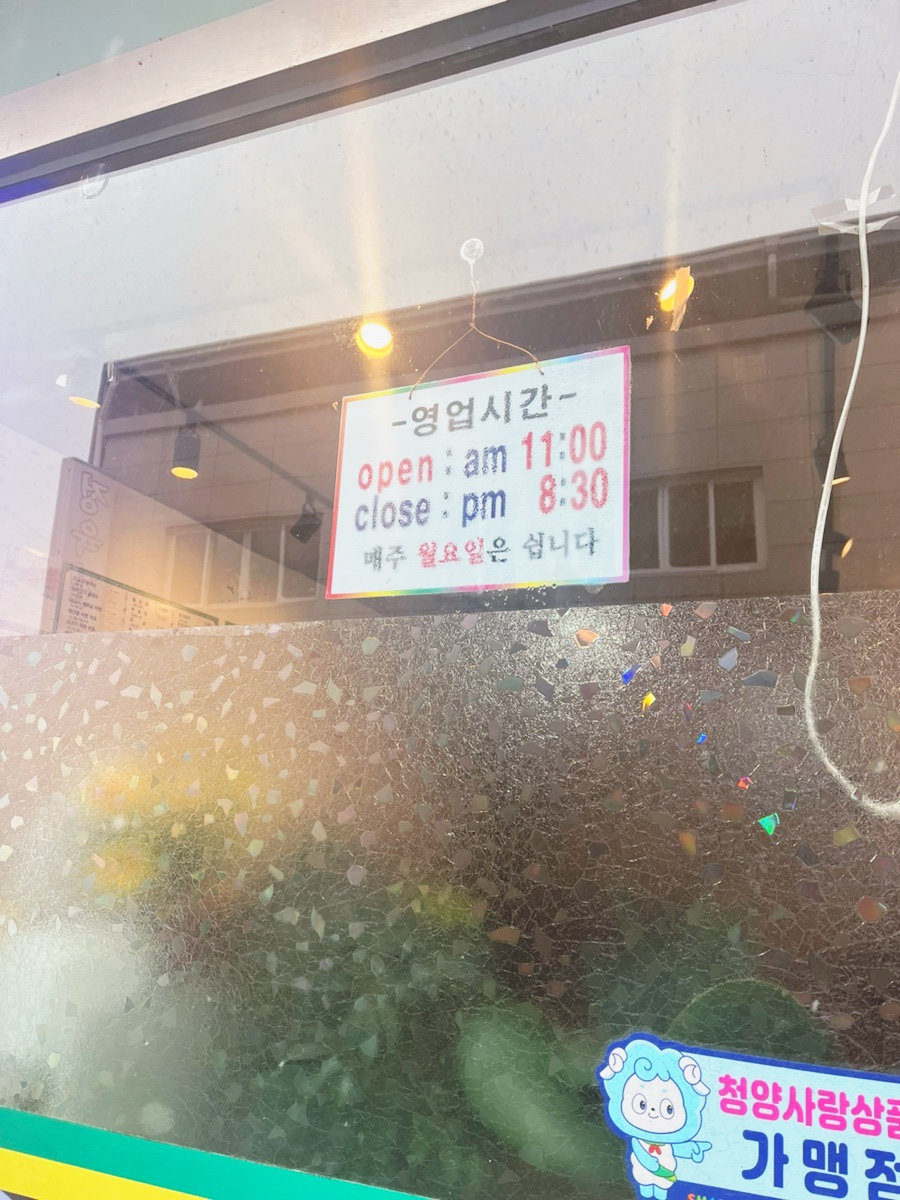 -영업시간-
open : am 11:00
close : pm 8:30
매주 월요일은 쉽니다
청양사랑상품
가맹점